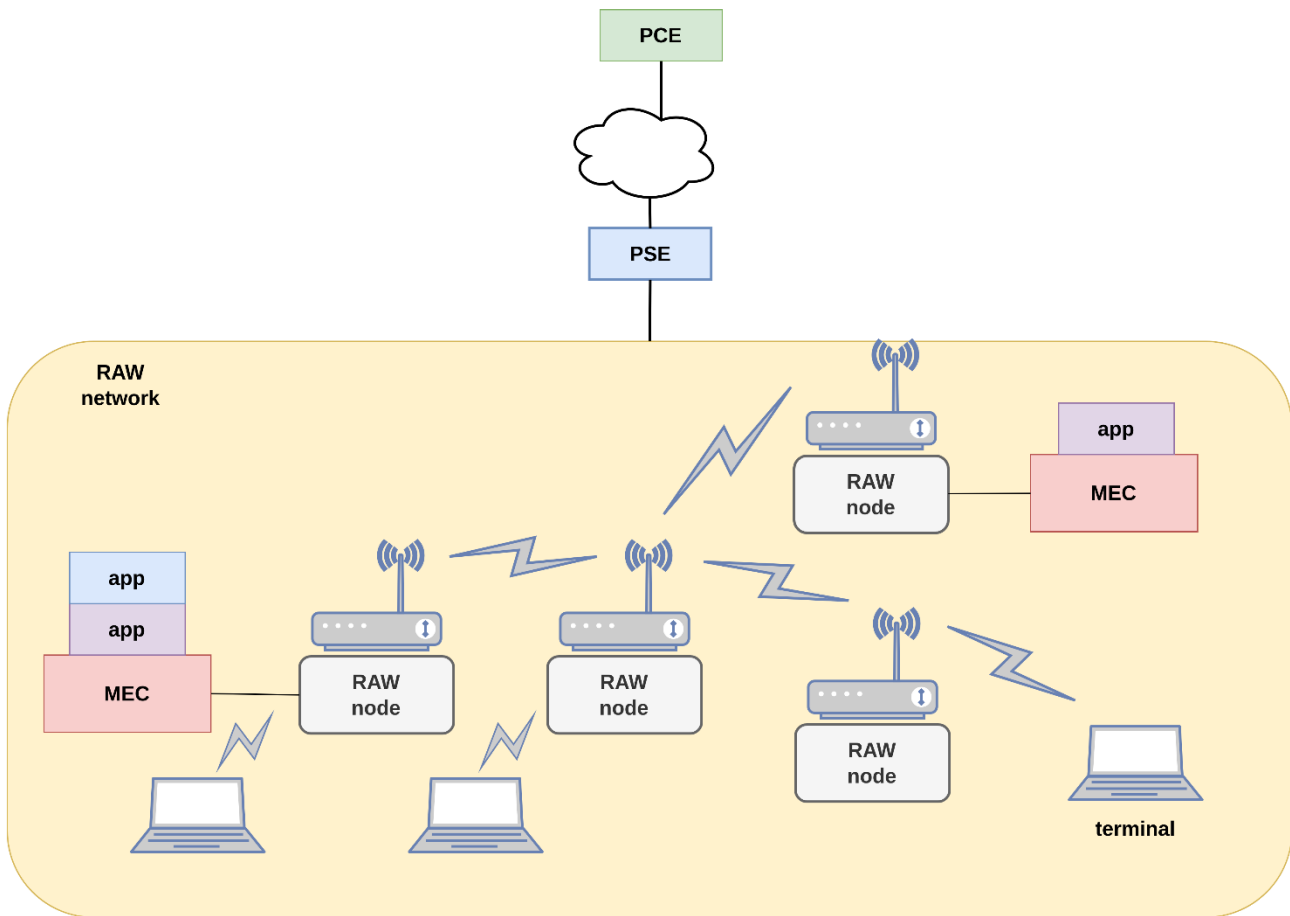 PCE
PSE
RAW
network
app
RAW
node
MEC
app
app
MEC
RAW
node
RAW
node
RAW
node
terminal